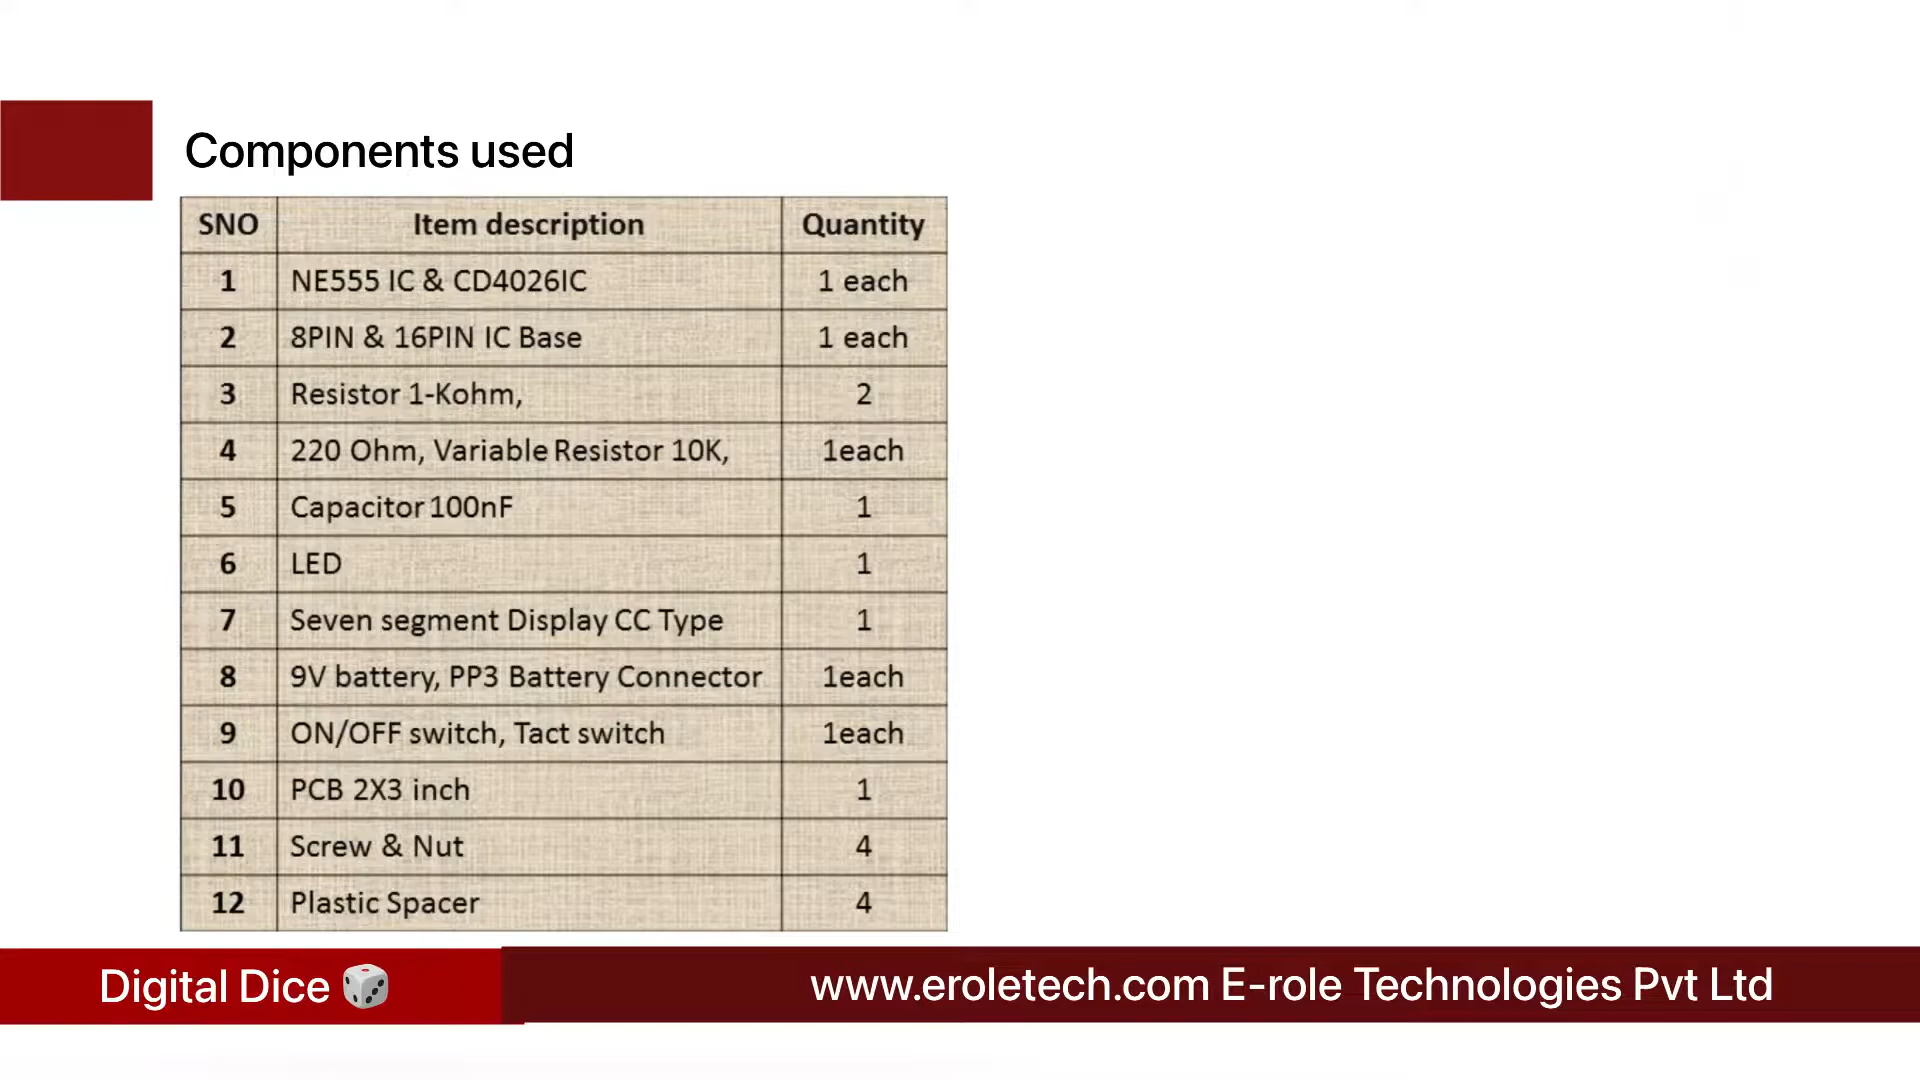 Components used
SNO Item description Quantity
1 NE555 IC & CD4026IC 1 each
2 8PIN & 16PIN IC Base 1 each
3 Resistor 1-Kohm, 2
4 220 Ohm, Variable Resistor 10K, 1each
5 Capacitor 100nF 1
6 LED 1
7 Seven segment Display CC Type 1
8 9V battery, PP3 Battery Connector 1each
9 ON/OFF switch, Tact switch 1each
10 PCB 2X3 inch 1
11 Screw & Nut 4
12 Plastic Spacer 4
Digital Dice 🎲 www.eroletech.com E-role Technologies Pvt Ltd